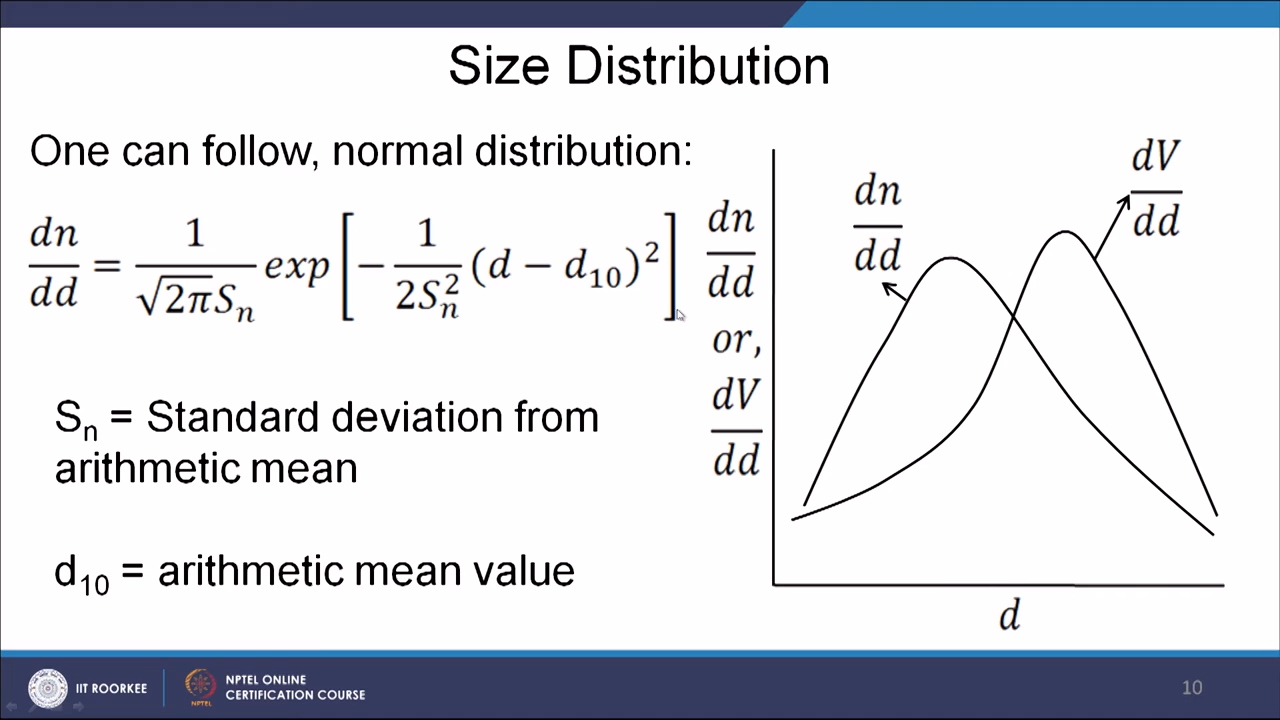 Size Distribution
One can follow, normal distribution:
dn/dd = 1/(√2π S_n) exp[−1/(2S_n^2) (d − d_10)^2]
S_n = Standard deviation from
arithmetic mean
d_10 = arithmetic mean value
dn/dd
or,
dV/dd
dn/dd
dV/dd
d
IIT ROORKEE
NPTEL
NPTEL ONLINE
CERTIFICATION COURSE
10